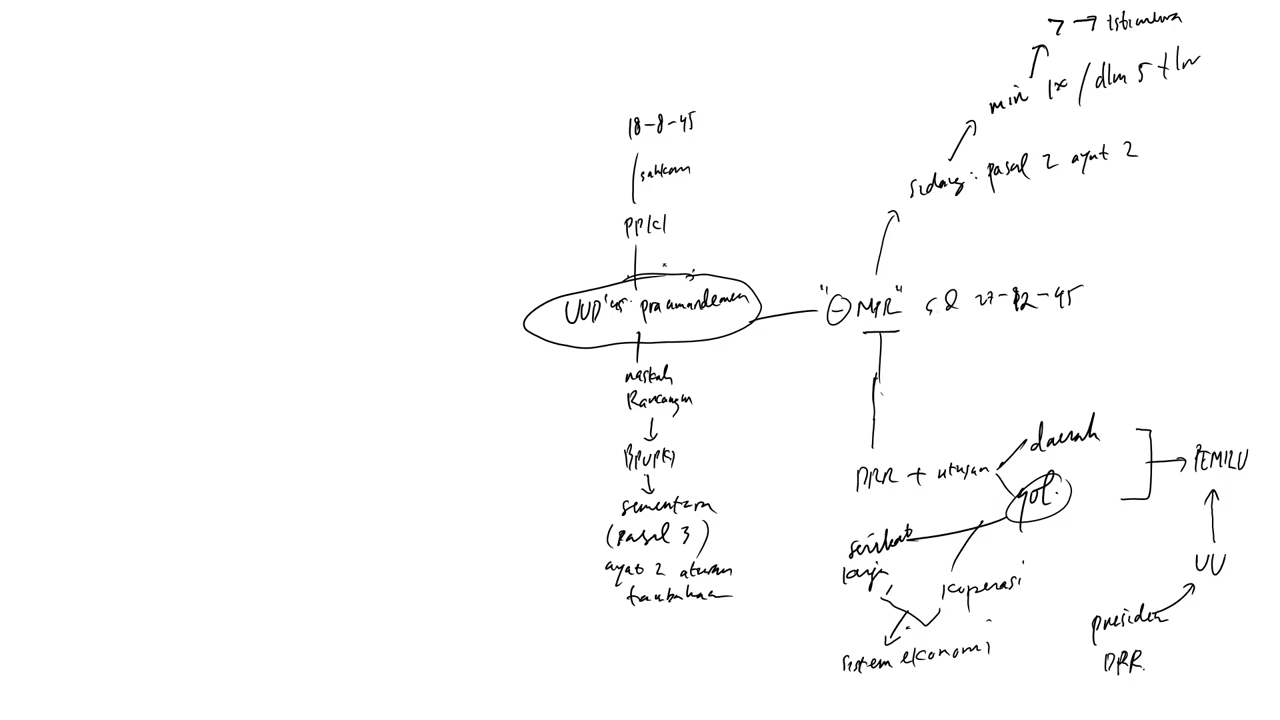 7 → istimewa
min 1x / dlm 5 thn
sidang : pasal 2 ayat 2
18-8-45
sahkan
PPKI
UUD '45 pra amandemen
"⊖ MPR"
27-12-45
naskah
Rancangan
BPUPKI
sementara
(pasal 3)
ayat 2 aturan
tambahan
DPR + utusan
daerah
gol.
PEMILU
serikat
kerja
koperasi
sistem ekonomi
UU
presiden
DPR